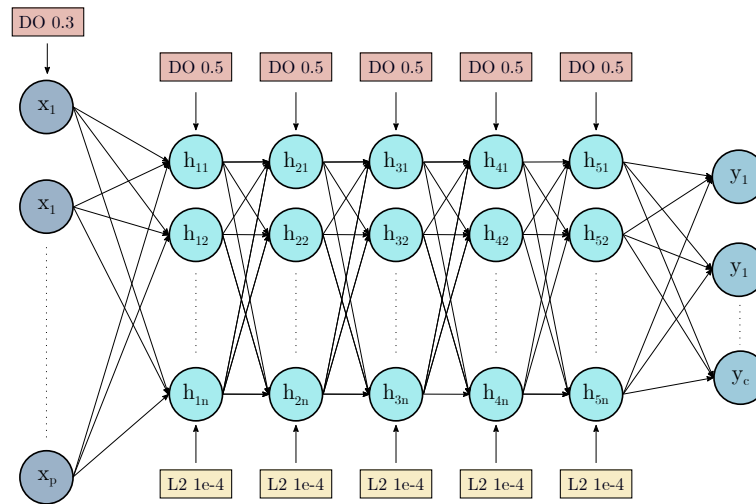 DO 0.3
DO 0.5 DO 0.5 DO 0.5 DO 0.5 DO 0.5
x₁
h₁₁ h₂₁ h₃₁ h₄₁ h₅₁ y₁
x₁
h₁₂ h₂₂ h₃₂ h₄₂ h₅₂ y₁
h₁ₙ h₂ₙ h₃ₙ h₄ₙ h₅ₙ y_c
xₚ
L2 1e-4 L2 1e-4 L2 1e-4 L2 1e-4 L2 1e-4